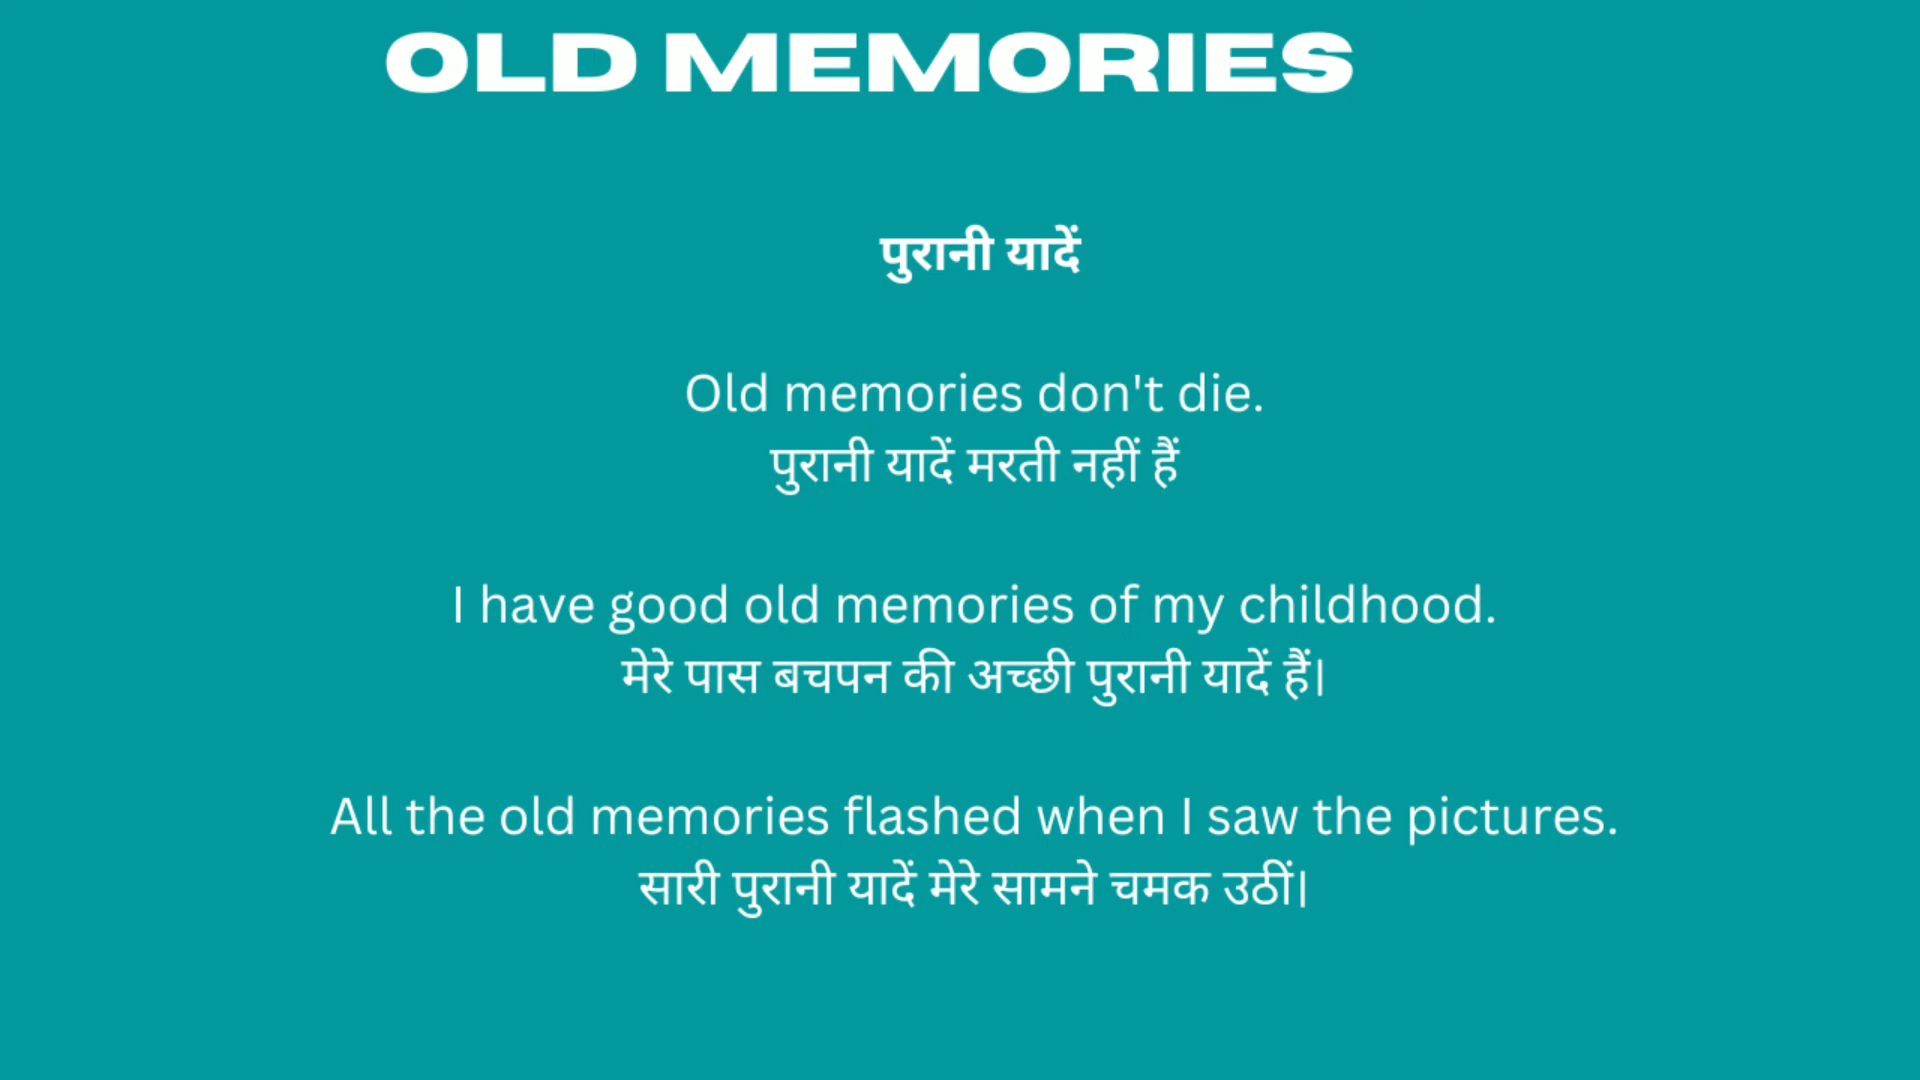 OLD MEMORIES
पुरानी यादें
Old memories don't die.
पुरानी यादें मरती नहीं हैं
I have good old memories of my childhood.
मेरे पास बचपन की अच्छी पुरानी यादें हैं।
All the old memories flashed when I saw the pictures.
सारी पुरानी यादें मेरे सामने चमक उठीं।